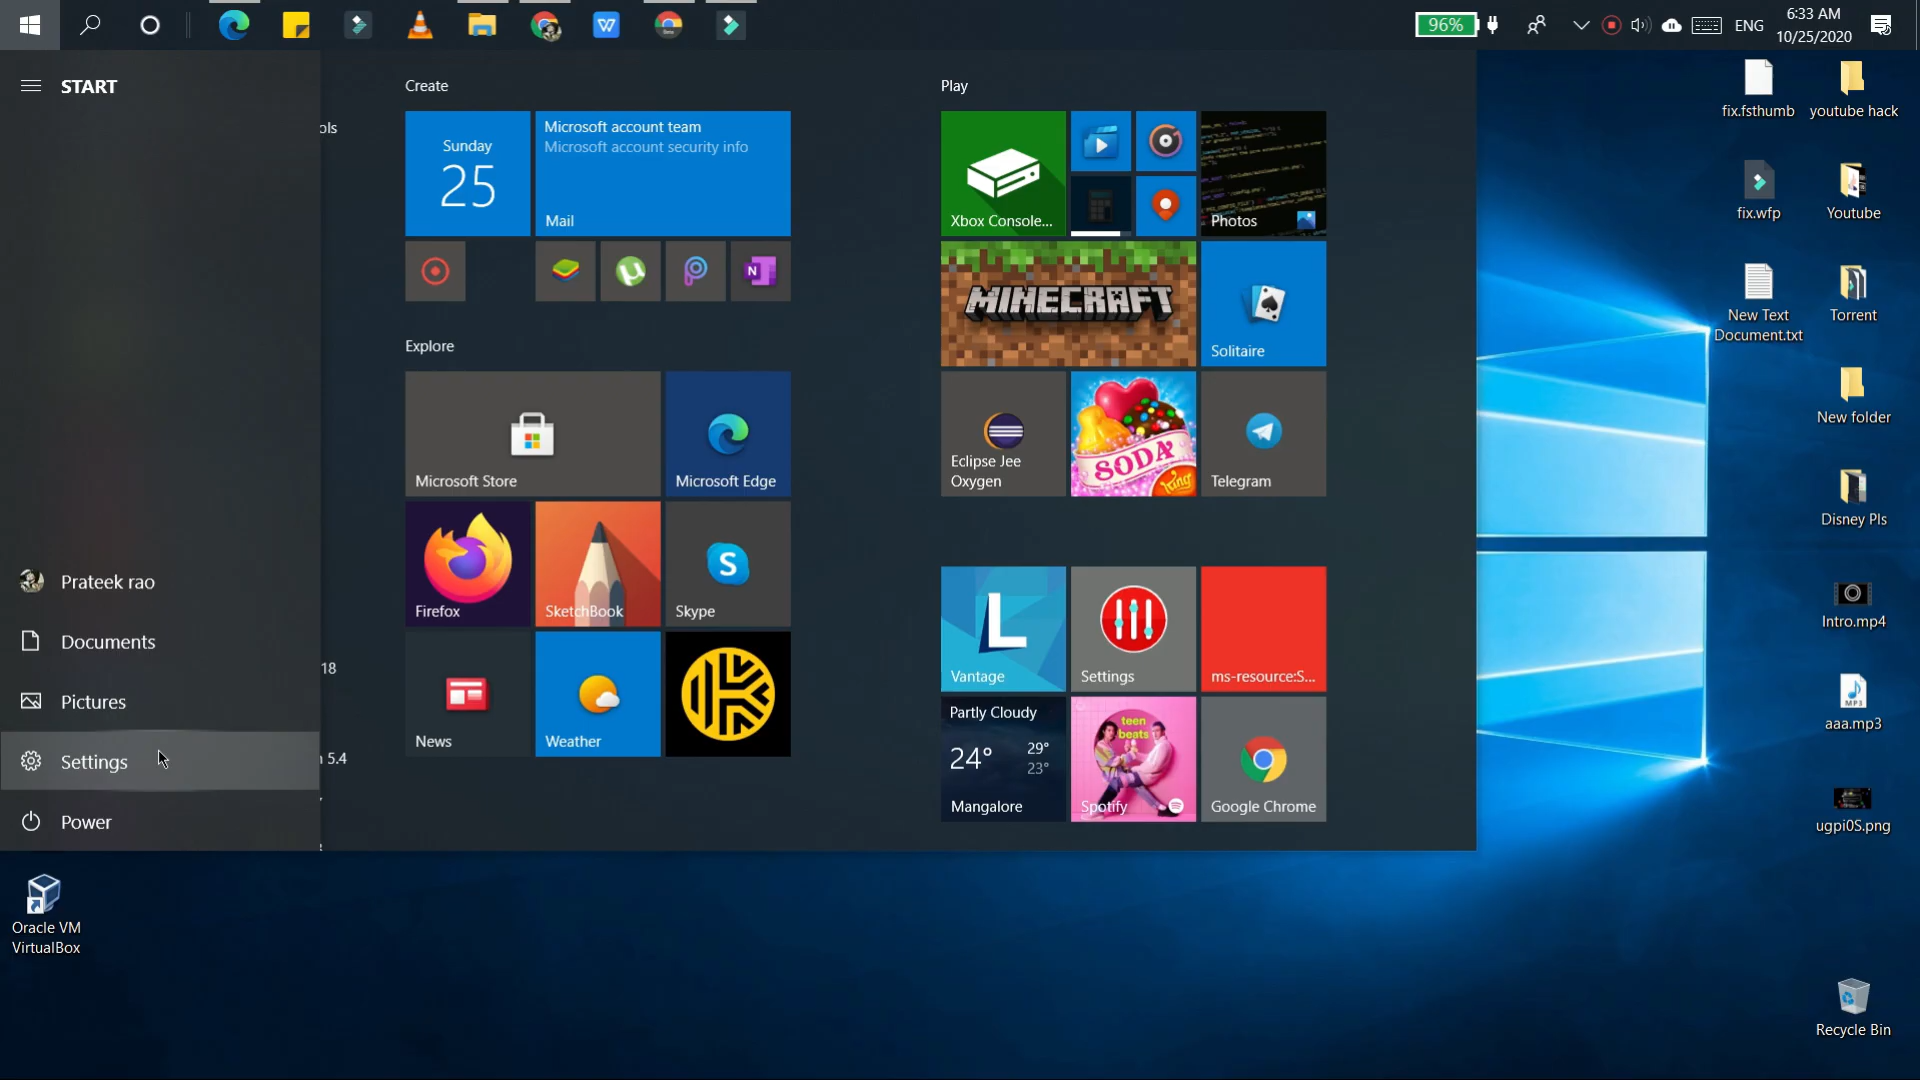 96%
ENG
6:33 AM
10/25/2020
START
ols
18
5.4
Prateek rao
Documents
Pictures
Settings
Power
Create
Sunday
25
Microsoft account team
Microsoft account security info
Mail
N
Explore
Microsoft Store
Microsoft Edge
Firefox
SketchBook
S
Skype
News
Weather
Play
Xbox Console...
Photos
MINECRAFT
Solitaire
Eclipse Jee
Oxygen
SODA
King
Telegram
L
Vantage
Settings
ms-resource:S...
Partly Cloudy
24°
29°
23°
Mangalore
teen
beats
Spotify
Google Chrome
fix.fsthumb
youtube hack
fix.wfp
Youtube
New Text
Document.txt
Torrent
New folder
Disney Pls
Intro.mp4
MP3
aaa.mp3
ugpi0S.png
Oracle VM
VirtualBox
Recycle Bin